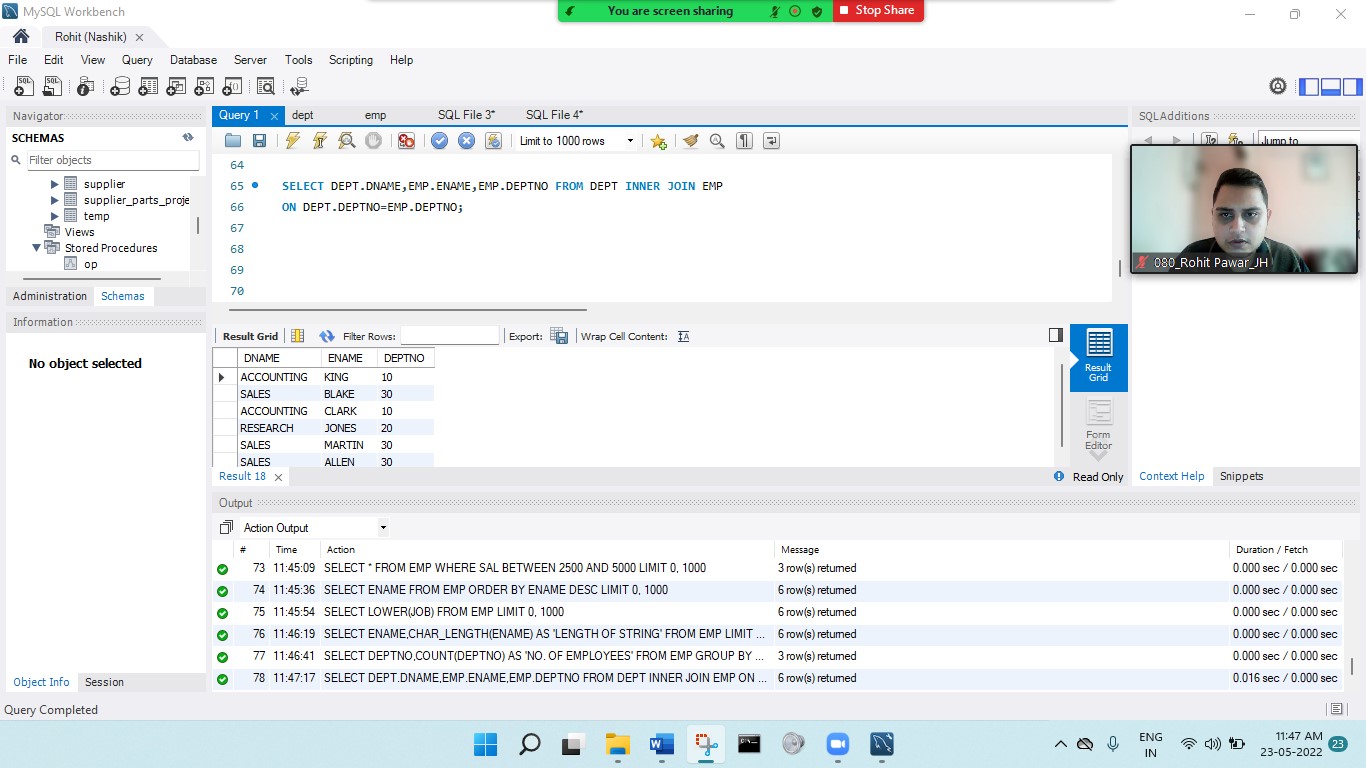 MySQL Workbench
You are screen sharing
Stop Share
Rohit (Nashik)
File Edit View Query Database Server Tools Scripting Help
Navigator
SCHEMAS
Filter objects
supplier
supplier_parts_proje
temp
Views
Stored Procedures
op
Administration Schemas
Information
No object selected
Object Info Session
Query 1 dept emp SQL File 3* SQL File 4*
Limit to 1000 rows
64
65 SELECT DEPT.DNAME,EMP.ENAME,EMP.DEPTNO FROM DEPT INNER JOIN EMP
66 ON DEPT.DEPTNO=EMP.DEPTNO;
67
68
69
70
Result Grid Filter Rows: Export: Wrap Cell Content:
DNAME ENAME DEPTNO
ACCOUNTING KING 10
SALES BLAKE 30
ACCOUNTING CLARK 10
RESEARCH JONES 20
SALES MARTIN 30
SALES ALLEN 30
Result Grid
Form Editor
Result 18
Read Only
SQLAdditions
Jump to
080_Rohit Pawar_JH
Context Help Snippets
Output
Action Output
# Time Action Message Duration / Fetch
73 11:45:09 SELECT * FROM EMP WHERE SAL BETWEEN 2500 AND 5000 LIMIT 0, 1000 3 row(s) returned 0.000 sec / 0.000 sec
74 11:45:36 SELECT ENAME FROM EMP ORDER BY ENAME DESC LIMIT 0, 1000 6 row(s) returned 0.000 sec / 0.000 sec
75 11:45:54 SELECT LOWER(JOB) FROM EMP LIMIT 0, 1000 6 row(s) returned 0.000 sec / 0.000 sec
76 11:46:19 SELECT ENAME,CHAR_LENGTH(ENAME) AS 'LENGTH OF STRING' FROM EMP LIMIT ... 6 row(s) returned 0.000 sec / 0.000 sec
77 11:46:41 SELECT DEPTNO,COUNT(DEPTNO) AS 'NO. OF EMPLOYEES' FROM EMP GROUP BY ... 3 row(s) returned 0.000 sec / 0.000 sec
78 11:47:17 SELECT DEPT.DNAME,EMP.ENAME,EMP.DEPTNO FROM DEPT INNER JOIN EMP ON ... 6 row(s) returned 0.016 sec / 0.000 sec
Query Completed
ENG
IN
11:47 AM
23-05-2022
23